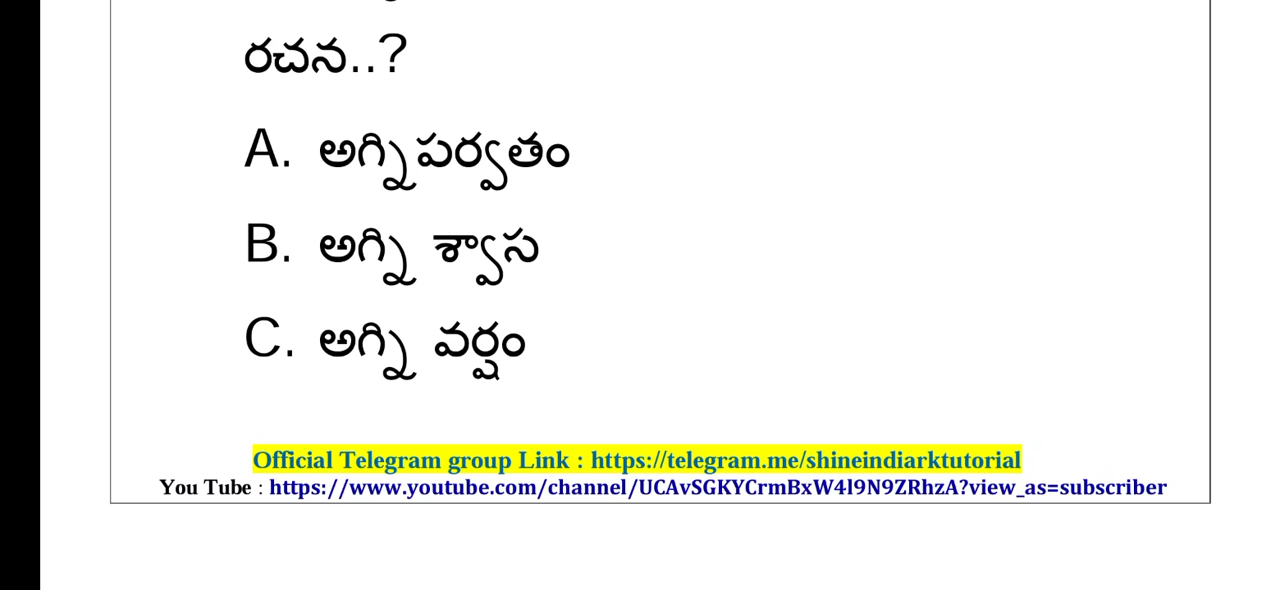 రచన..?
A. అగ్నిపర్వతం
B. అగ్ని శ్వాస
C. అగ్ని వర్షం
Official Telegram group Link : https://telegram.me/shineindiarktutorial
You Tube : https://www.youtube.com/channel/UCAvSGKYCrmBxW4l9N9ZRhzA?view_as=subscriber